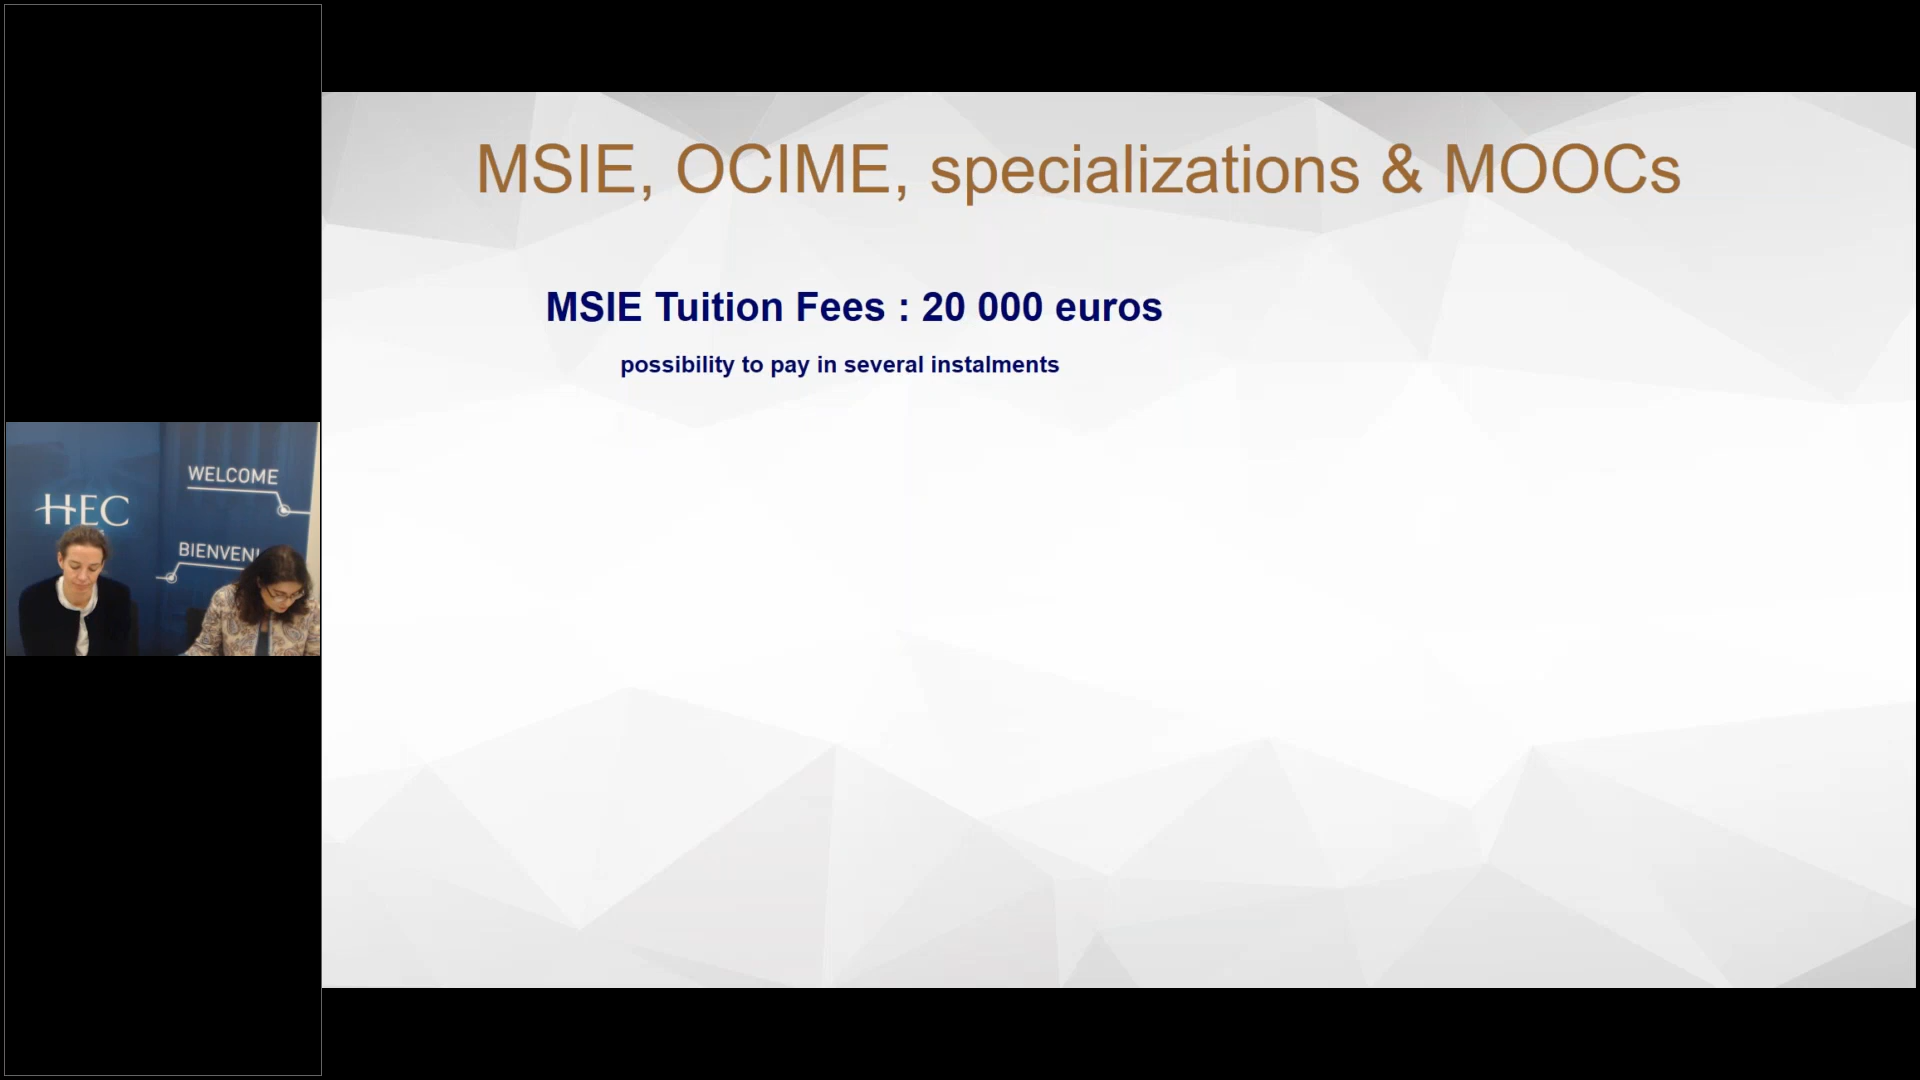 MSIE, OCIME, specializations & MOOCs
MSIE Tuition Fees : 20 000 euros
possibility to pay in several instalments
HEC
WELCOME
BIENVENU